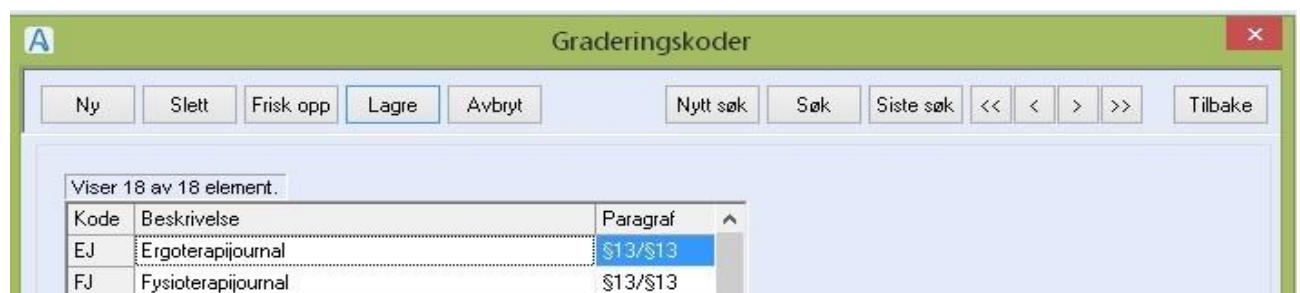 A Graderingskoder ×
Ny Slett Frisk opp Lagre Avbryt Nytt søk Søk Siste søk << < > >> Tilbake
Viser 18 av 18 element.
Kode Beskrivelse Paragraf
EJ Ergoterapijournal §13/§13
FJ Fysioterapijournal §13/§13